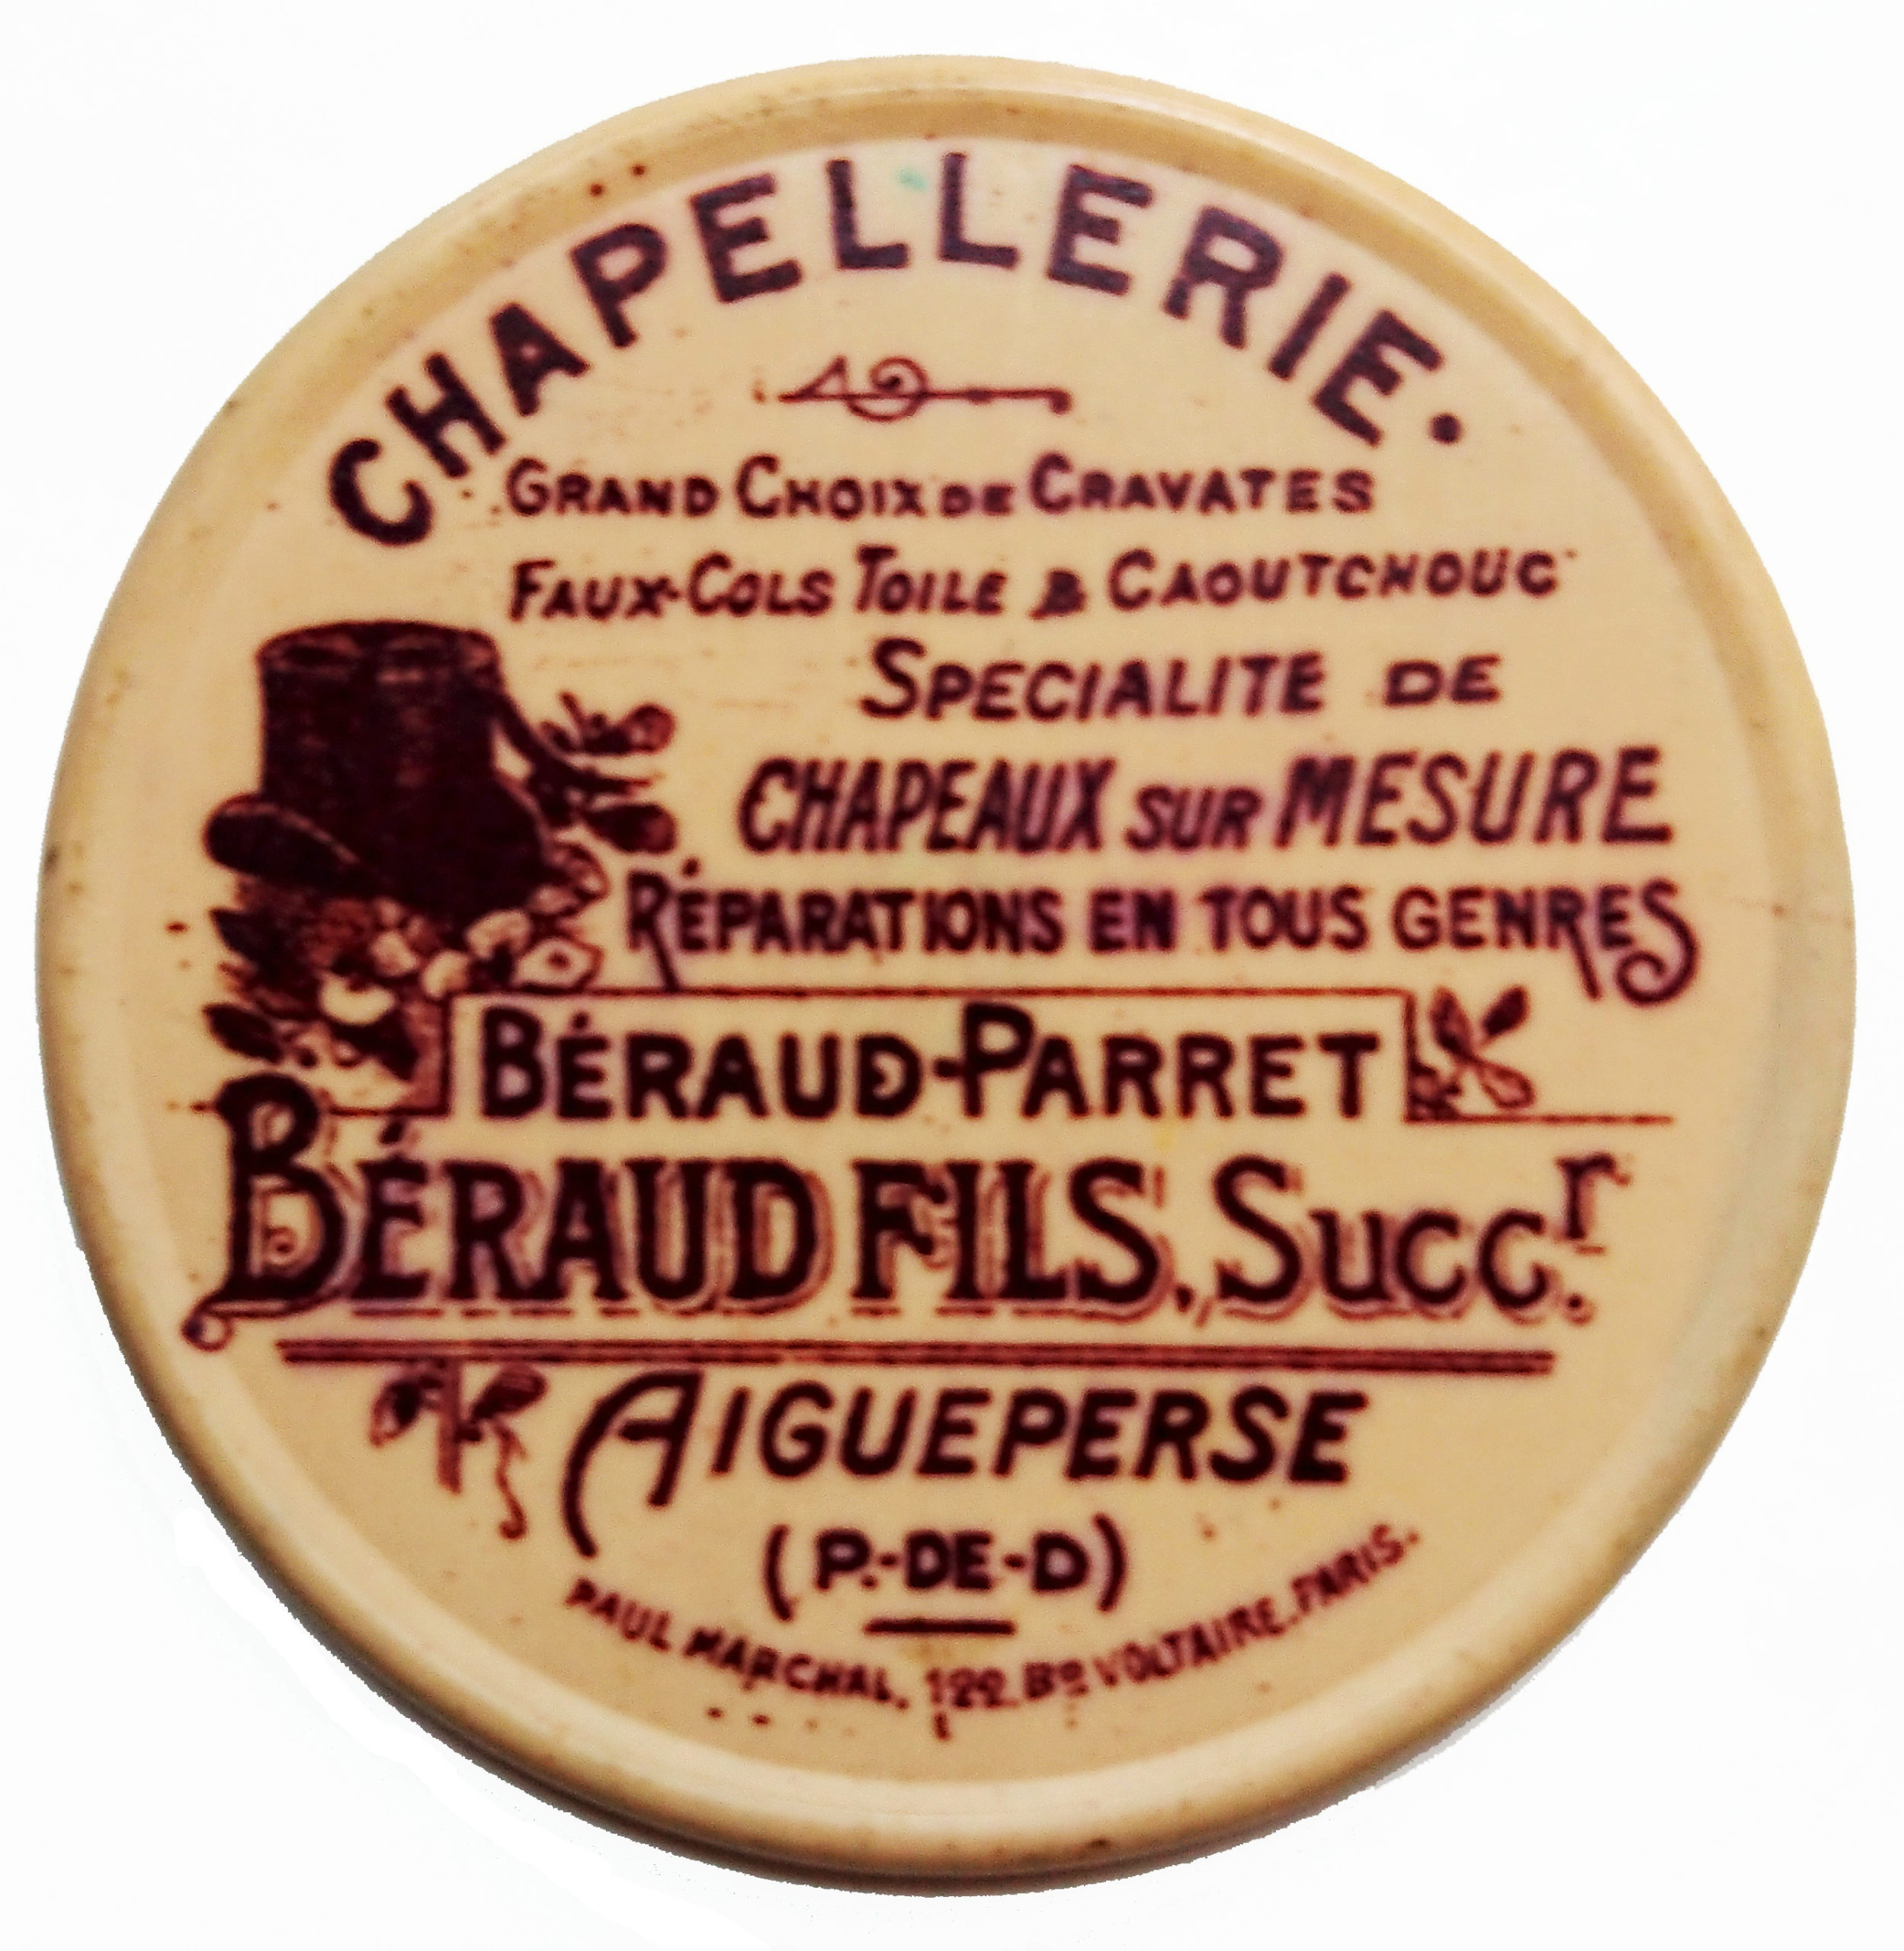 CHAPELLERIE.
GRAND CHOIX DE CRAVATES
FAUX-COLS TOILE & CAOUTCHOUC
SPECIALITE DE
CHAPEAUX SUR MESURE
RÉPARATIONS EN TOUS GENRES
BÉRAUD-PARRET
BÉRAUD FILS, Succr.
AIGUEPERSE
(P.-DE-D)
PAUL MARCHAL, 122, Bd VOLTAIRE, PARIS.